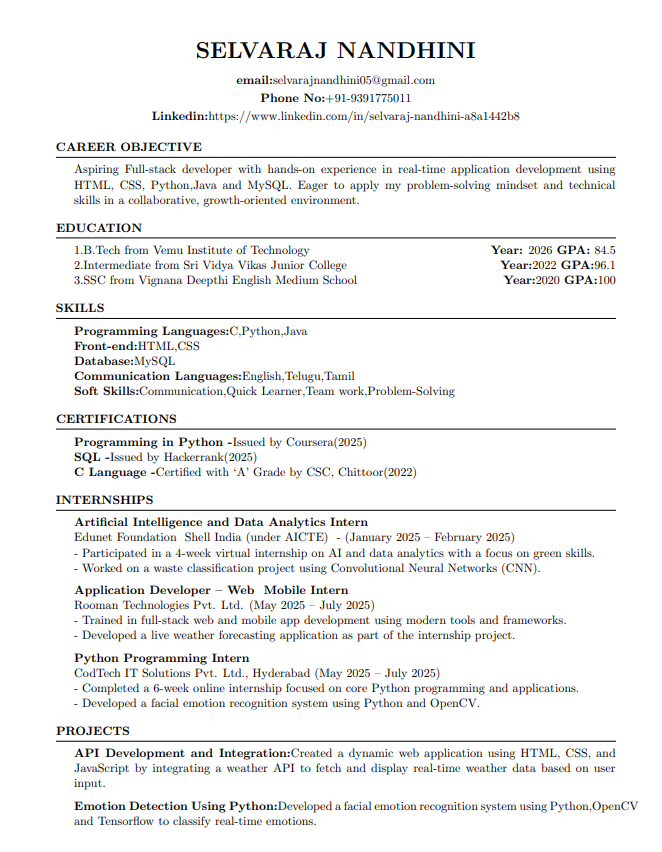 SELVARAJ NANDHINI
email:selvarajnandhini05@gmail.com
Phone No:+91-9391775011
Linkedin:https://www.linkedin.com/in/selvaraj-nandhini-a8a1442b8
CAREER OBJECTIVE
Aspiring Full-stack developer with hands-on experience in real-time application development using
HTML, CSS, Python,Java and MySQL. Eager to apply my problem-solving mindset and technical
skills in a collaborative, growth-oriented environment.
EDUCATION
1.B.Tech from Vemu Institute of Technology Year: 2026 GPA: 84.5
2.Intermediate from Sri Vidya Vikas Junior College Year:2022 GPA:96.1
3.SSC from Vignana Deepthi English Medium School Year:2020 GPA:100
SKILLS
Programming Languages:C,Python,Java
Front-end:HTML,CSS
Database:MySQL
Communication Languages:English,Telugu,Tamil
Soft Skills:Communication,Quick Learner,Team work,Problem-Solving
CERTIFICATIONS
Programming in Python -Issued by Coursera(2025)
SQL -Issued by Hackerrank(2025)
C Language -Certified with ‘A’ Grade by CSC, Chittoor(2022)
INTERNSHIPS
Artificial Intelligence and Data Analytics Intern
Edunet Foundation Shell India (under AICTE) - (January 2025 – February 2025)
- Participated in a 4-week virtual internship on AI and data analytics with a focus on green skills.
- Worked on a waste classification project using Convolutional Neural Networks (CNN).
Application Developer – Web Mobile Intern
Rooman Technologies Pvt. Ltd. (May 2025 – July 2025)
- Trained in full-stack web and mobile app development using modern tools and frameworks.
- Developed a live weather forecasting application as part of the internship project.
Python Programming Intern
CodTech IT Solutions Pvt. Ltd., Hyderabad (May 2025 – July 2025)
- Completed a 6-week online internship focused on core Python programming and applications.
- Developed a facial emotion recognition system using Python and OpenCV.
PROJECTS
API Development and Integration:Created a dynamic web application using HTML, CSS, and
JavaScript by integrating a weather API to fetch and display real-time weather data based on user
input.
Emotion Detection Using Python:Developed a facial emotion recognition system using Python,OpenCV
and Tensorflow to classify real-time emotions.